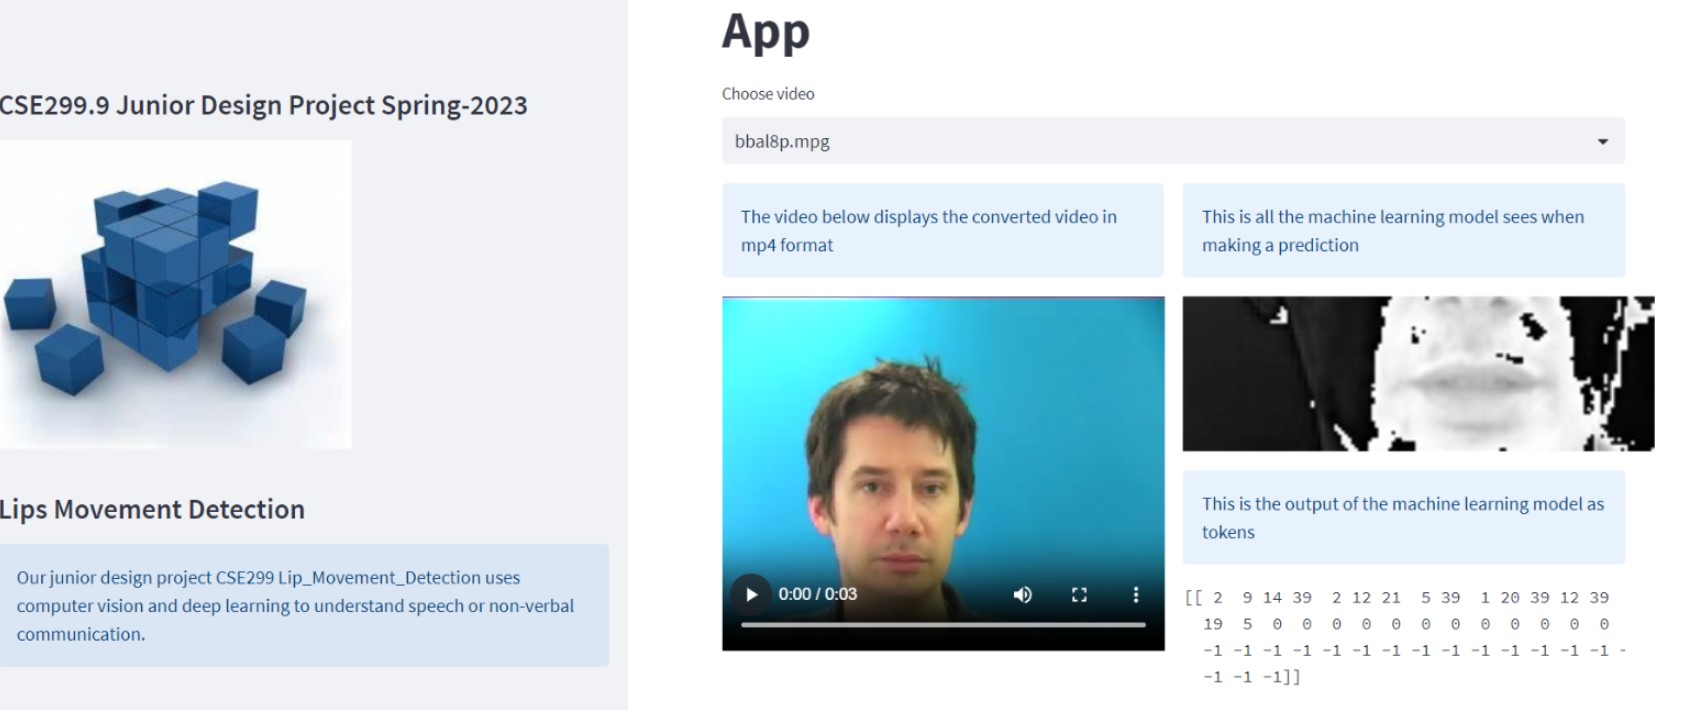 CSE299.9 Junior Design Project Spring-2023
Lips Movement Detection
Our junior design project CSE299 Lip_Movement_Detection uses
computer vision and deep learning to understand speech or non-verbal
communication.
App
Choose video
bbal8p.mpg
The video below displays the converted video in
mp4 format
0:00 / 0:03
This is all the machine learning model sees when
making a prediction
This is the output of the machine learning model as
tokens
[[ 2 9 14 39 2 12 21 5 39 1 20 39 12 39
19 5 0 0 0 0 0 0 0 0 0 0 0 0 0 0
-1 -1 -1 -1 -1 -1 -1 -1 -1 -1 -1 -1 -1 -1 -
-1 -1 -1]]